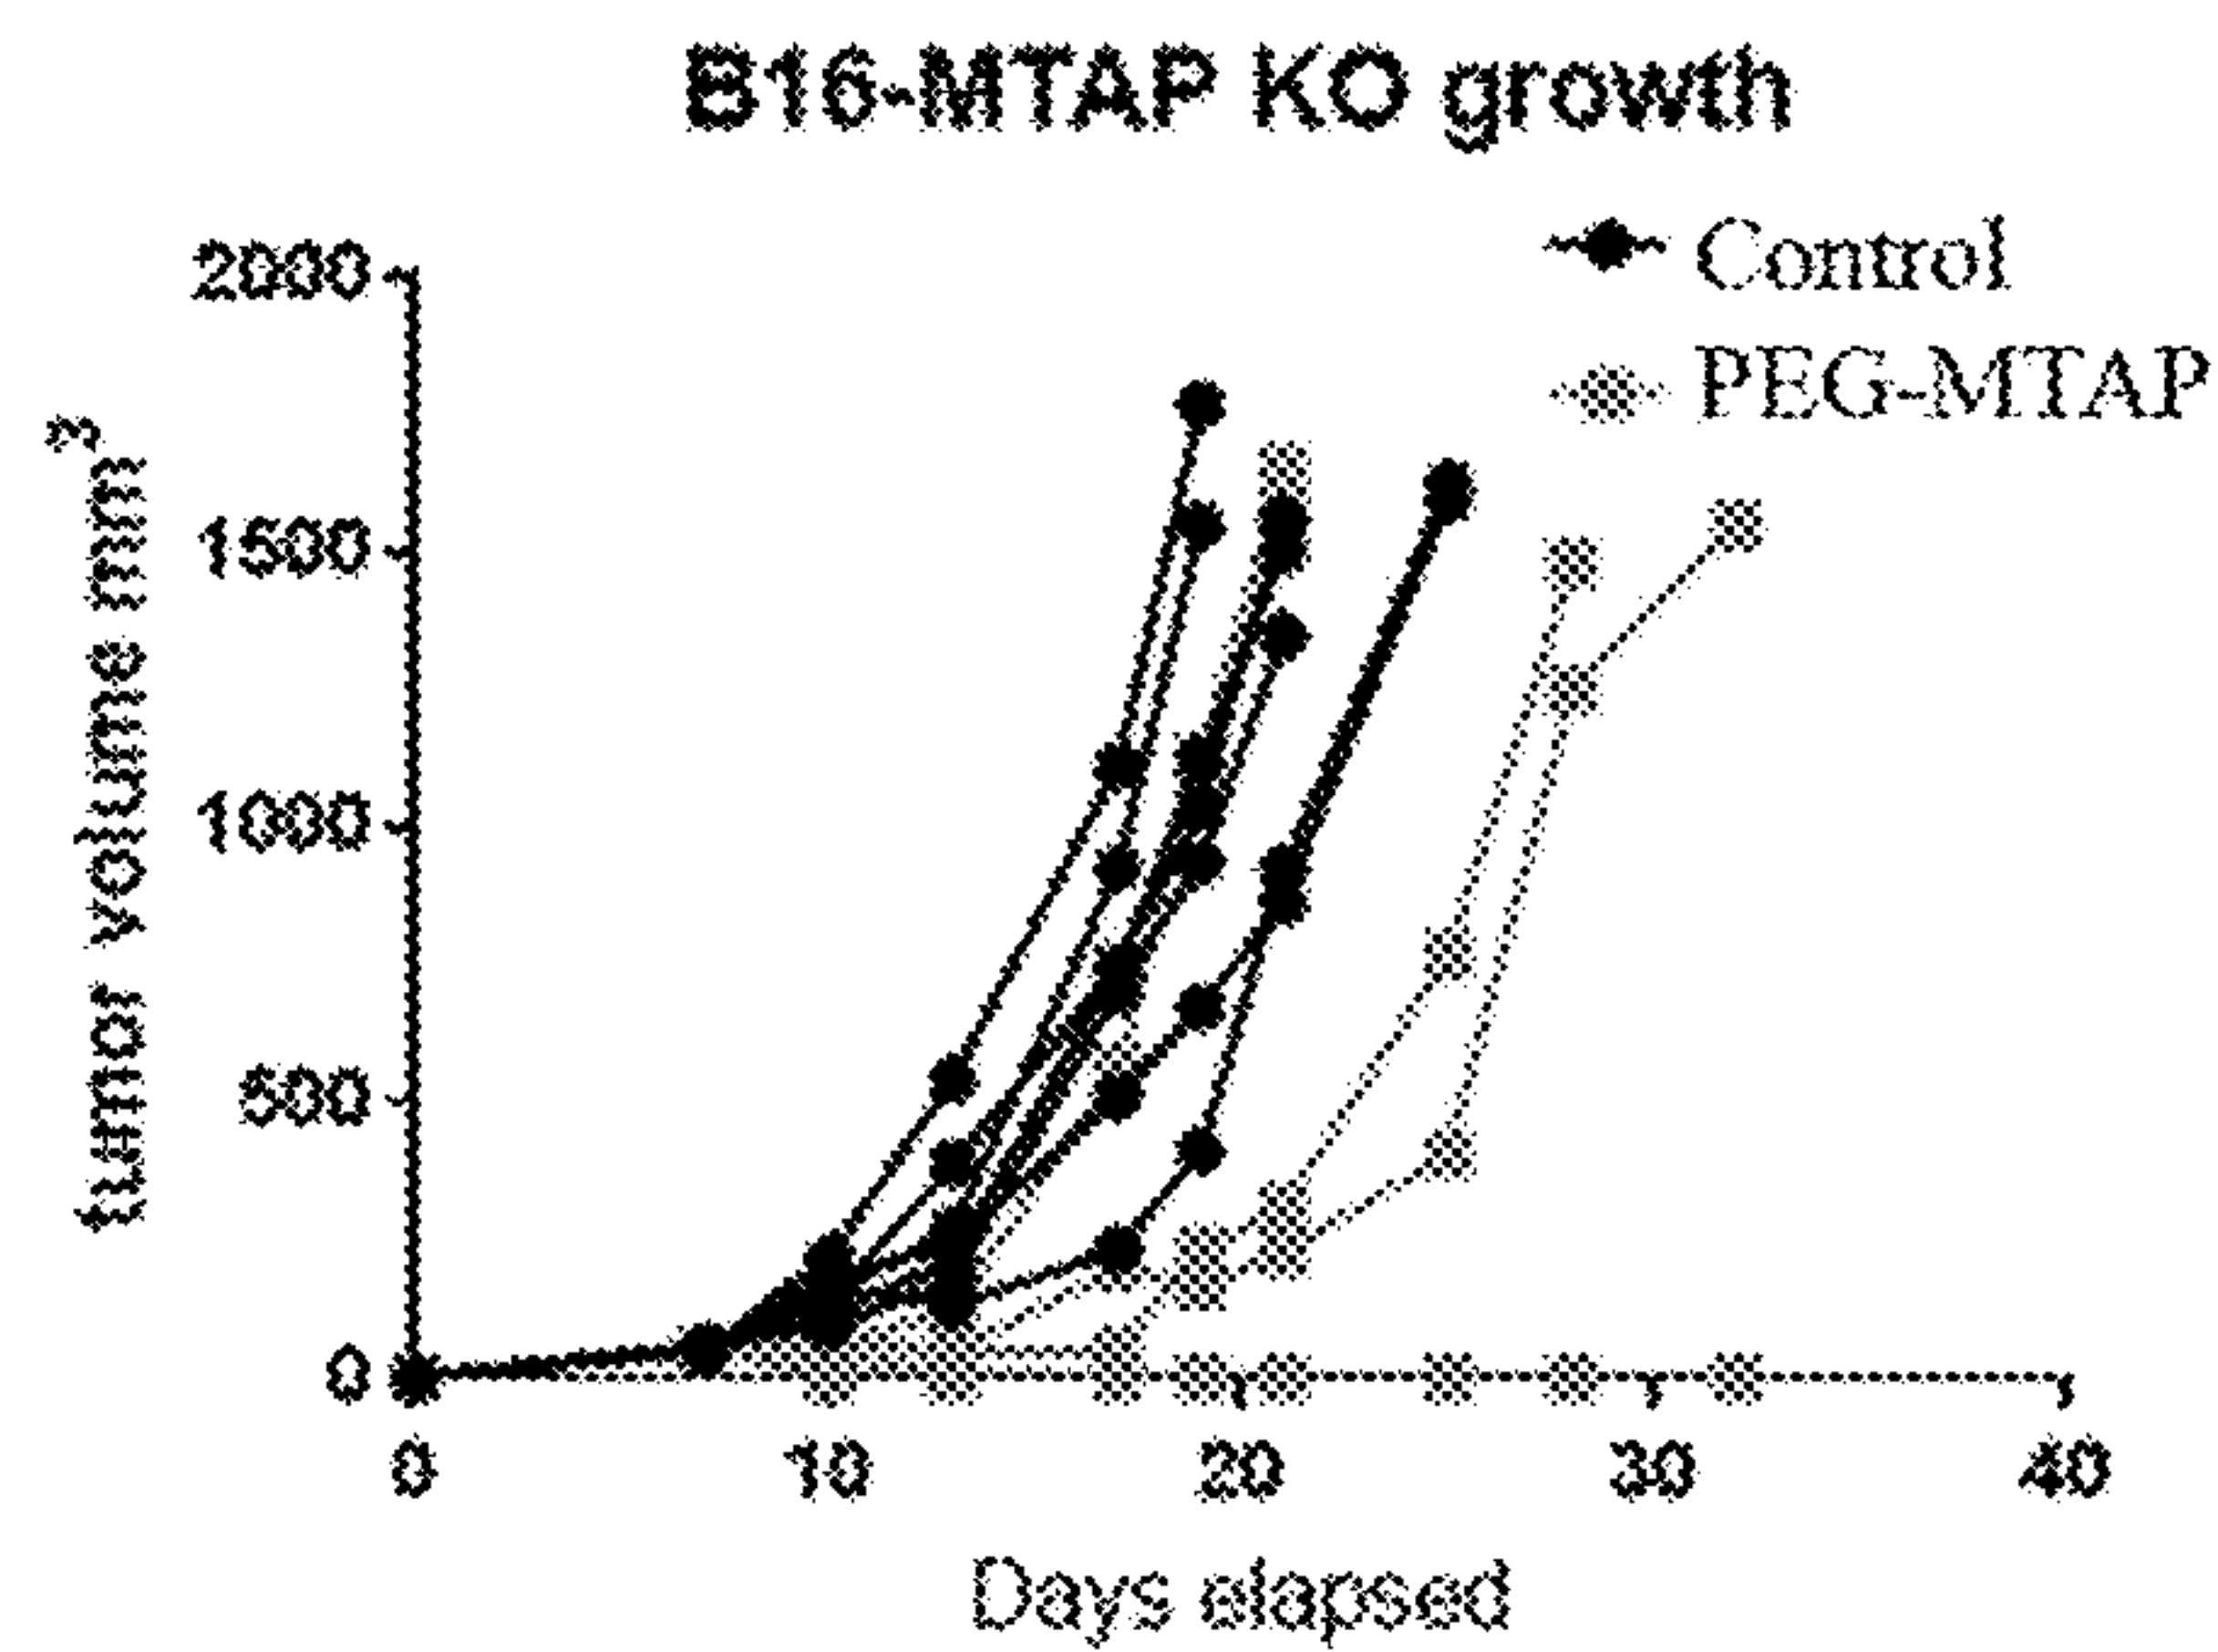 B16-MTAP KO growth
Control
PEG-MTAP
tumor volume mm3
2000
1500
1000
500
0
0 10 20 30 40
Days elapsed